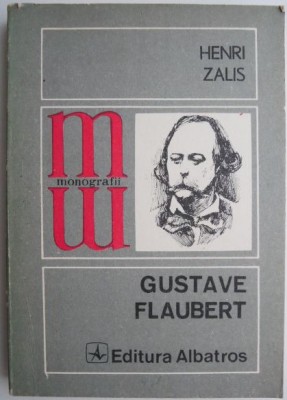 HENRI
ZALIS
m
monografii
m
GUSTAVE
FLAUBERT
Editura Albatros